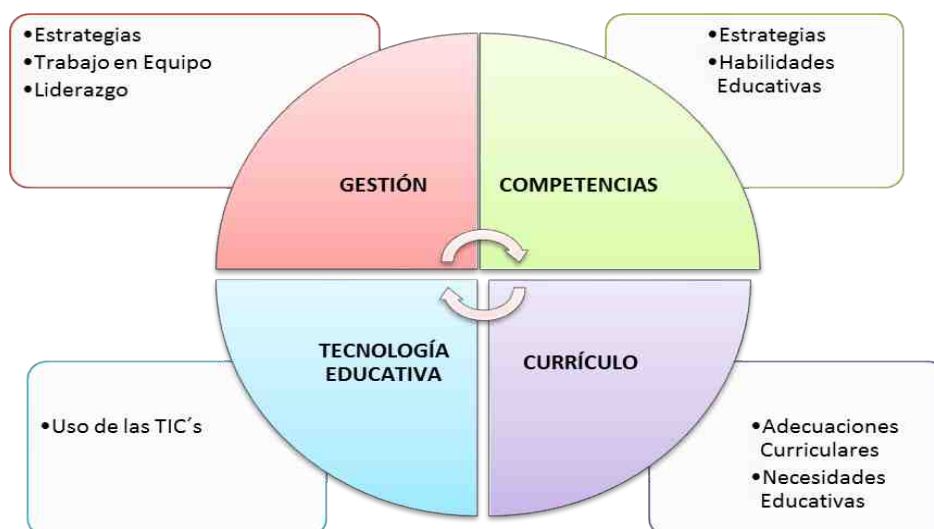 •Estrategias
•Trabajo en Equipo
•Liderazgo
•Estrategias
•Habilidades
Educativas
GESTIÓN
COMPETENCIAS
TECNOLOGÍA
EDUCATIVA
CURRÍCULO
•Uso de las TIC´s
•Adecuaciones
Curriculares
•Necesidades
Educativas